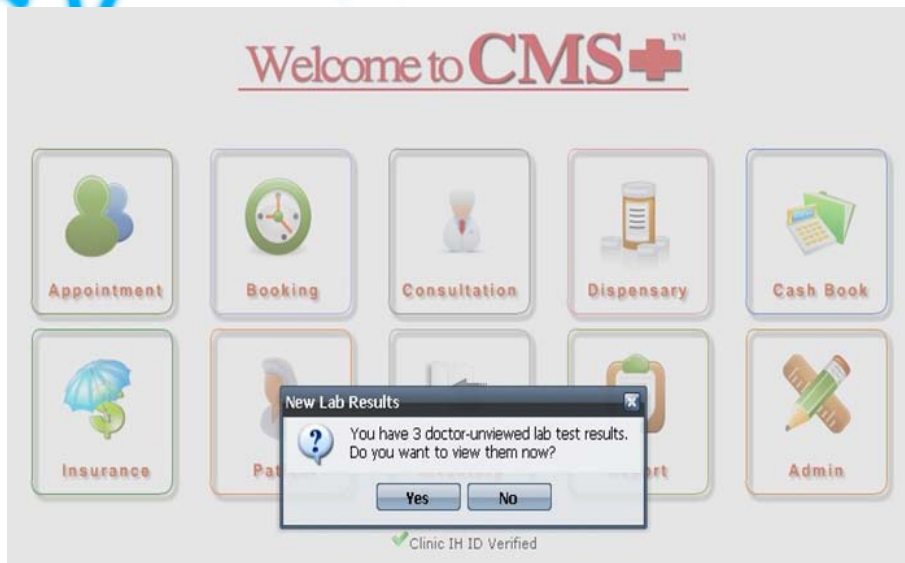 Welcome to CMS TM
Appointment
Booking
Consultation
Dispensary
Cash Book
Insurance
Admin
New Lab Results
You have 3 doctor-unviewed lab test results.
Do you want to view them now?
Yes
No
Clinic IH ID Verified